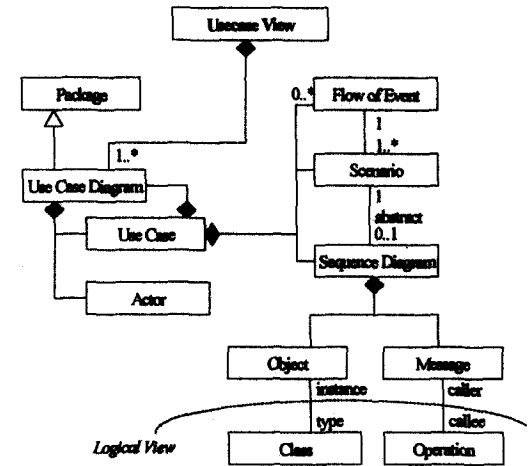 Usecase View
Package
0..*
Flow of Event
1
1..*
1..*
Scenario
Use Case Diagram
1
abstract
Use Case
0..1
Sequence Diagram
Actor
Object
Message
instance
caller
type
callee
Logical View
Class
Operation